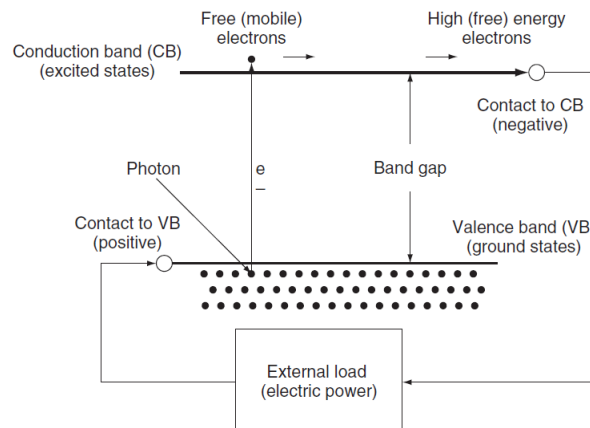 Free (mobile)
electrons
High (free) energy
electrons
Conduction band (CB)
(excited states)
Contact to CB
(negative)
Photon
e
Band gap
Contact to VB
(positive)
Valence band (VB
(ground states)
External load
(electric power)